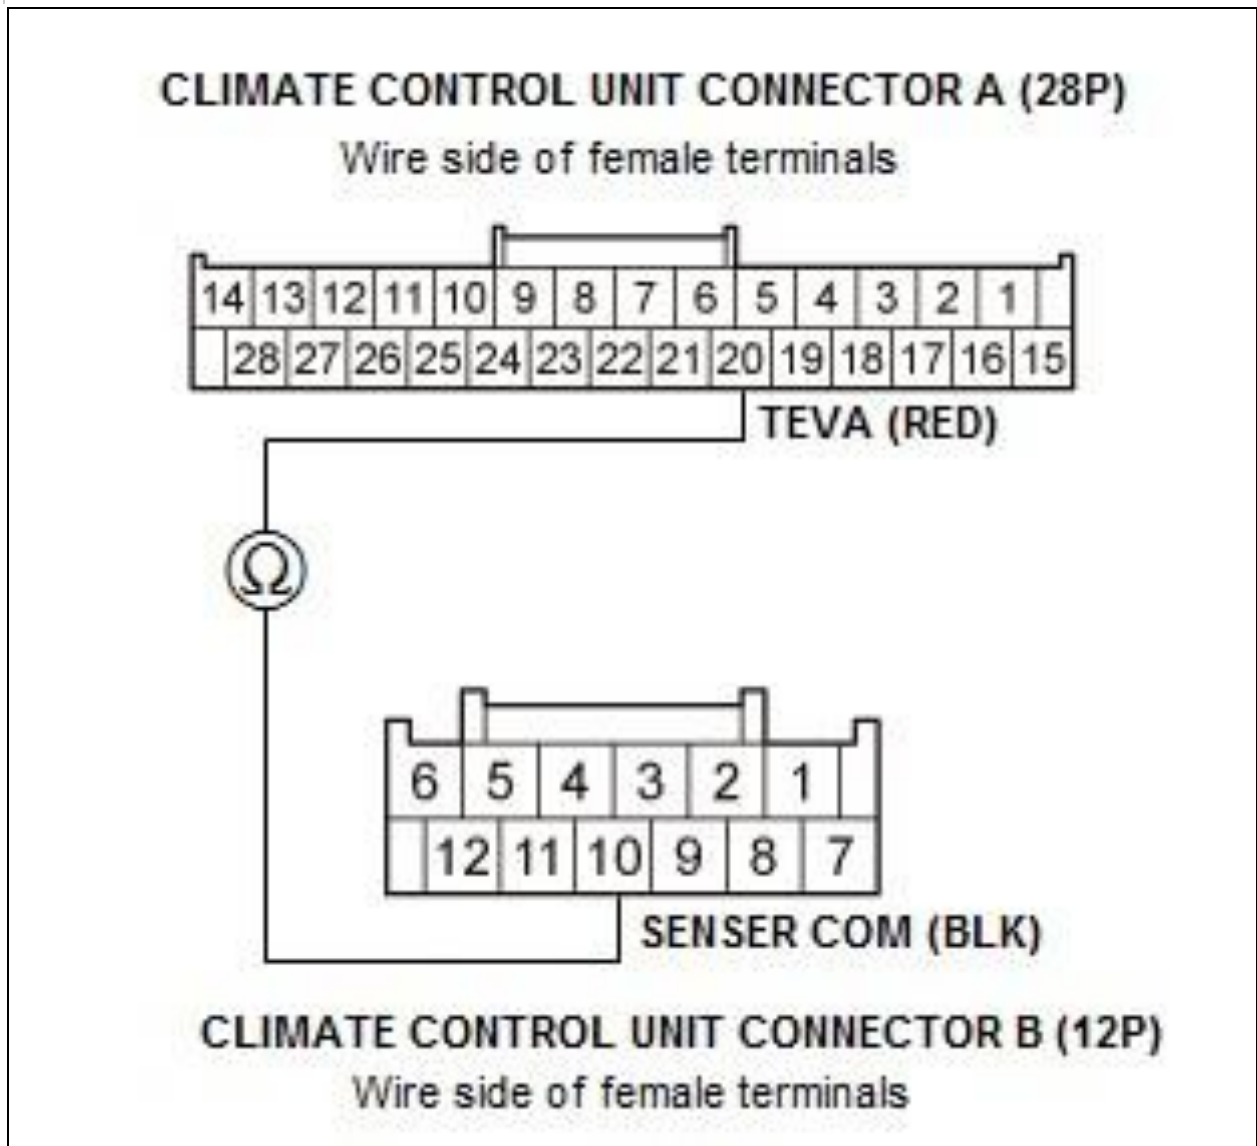 CLIMATE CONTROL UNIT CONNECTOR A (28P)
Wire side of female terminals
14 13 12 11 10 9 8 7 6 5 4 3 2 1
28 27 26 25 24 23 22 21 20 19 18 17 16 15
TEVA (RED)
Ω
6 5 4 3 2 1
12 11 10 9 8 7
SENSER COM (BLK)
CLIMATE CONTROL UNIT CONNECTOR B (12P)
Wire side of female terminals